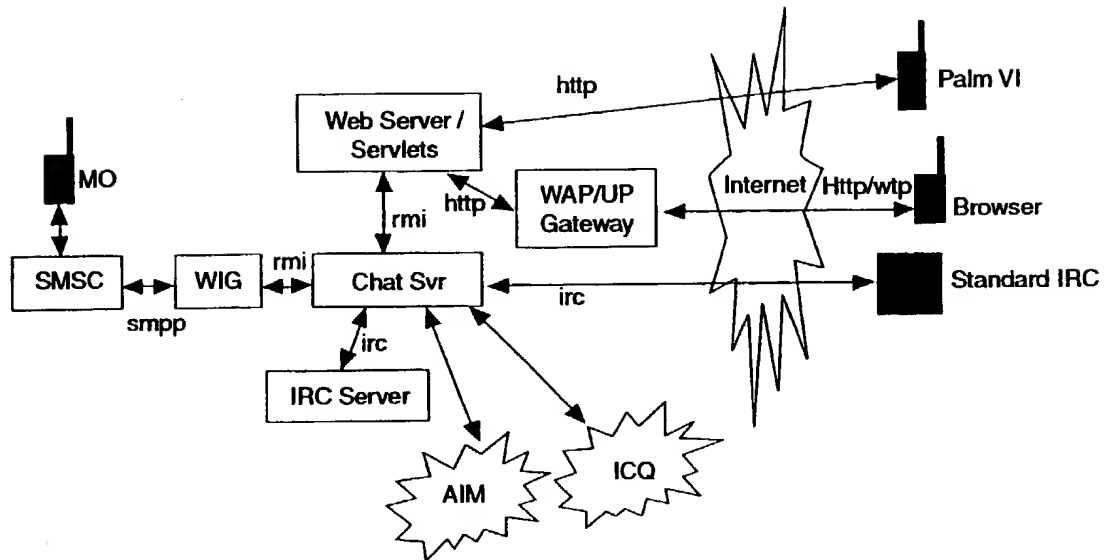 http
Palm VI
Web Server /
Servlets
MO
http
WAP/UP
Gateway
Internet
Http/wtp
Browser
rmi
SMSC
smpp
WIG
rmi
Chat Svr
irc
Standard IRC
irc
IRC Server
AIM
ICQ